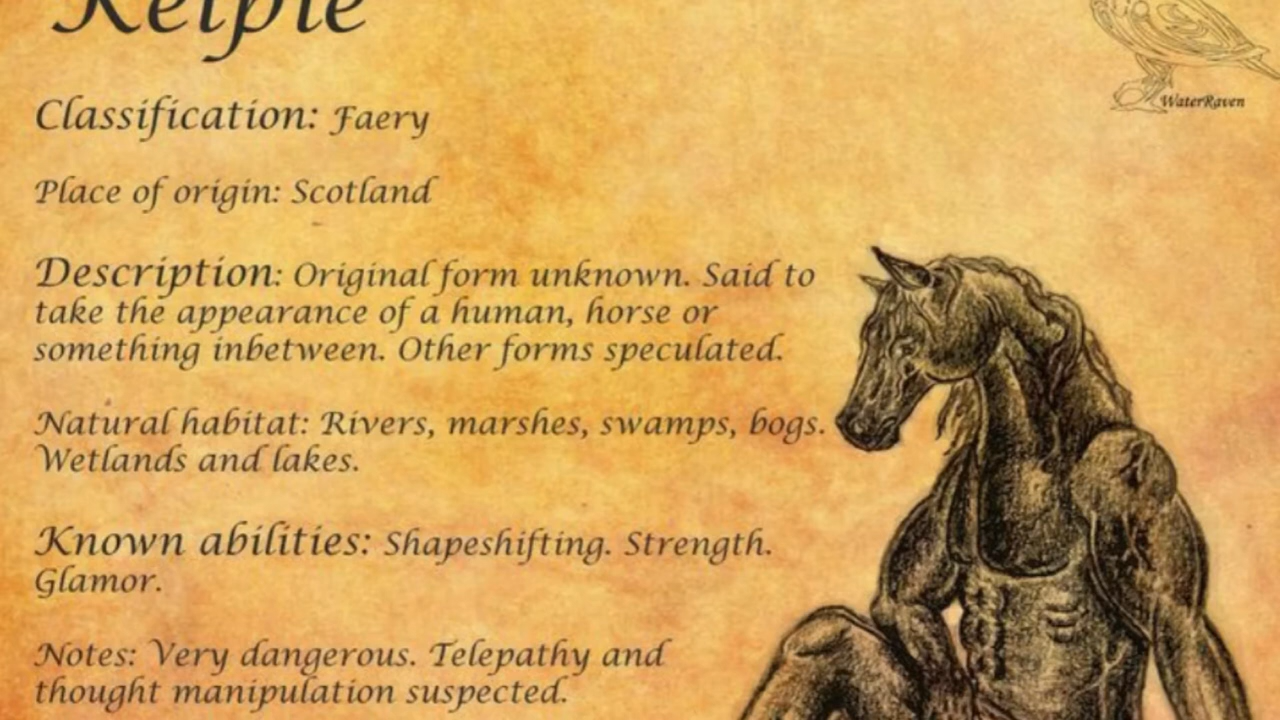 Kelpie
WaterRaven
Classification: Faery
Place of origin: Scotland
Description: Original form unknown. Said to
take the appearance of a human, horse or
something inbetween. Other forms speculated.
Natural habitat: Rivers, marshes, swamps, bogs.
Wetlands and lakes.
Known abilities: Shapeshifting. Strength.
Glamor.
Notes: Very dangerous. Telepathy and
thought manipulation suspected.